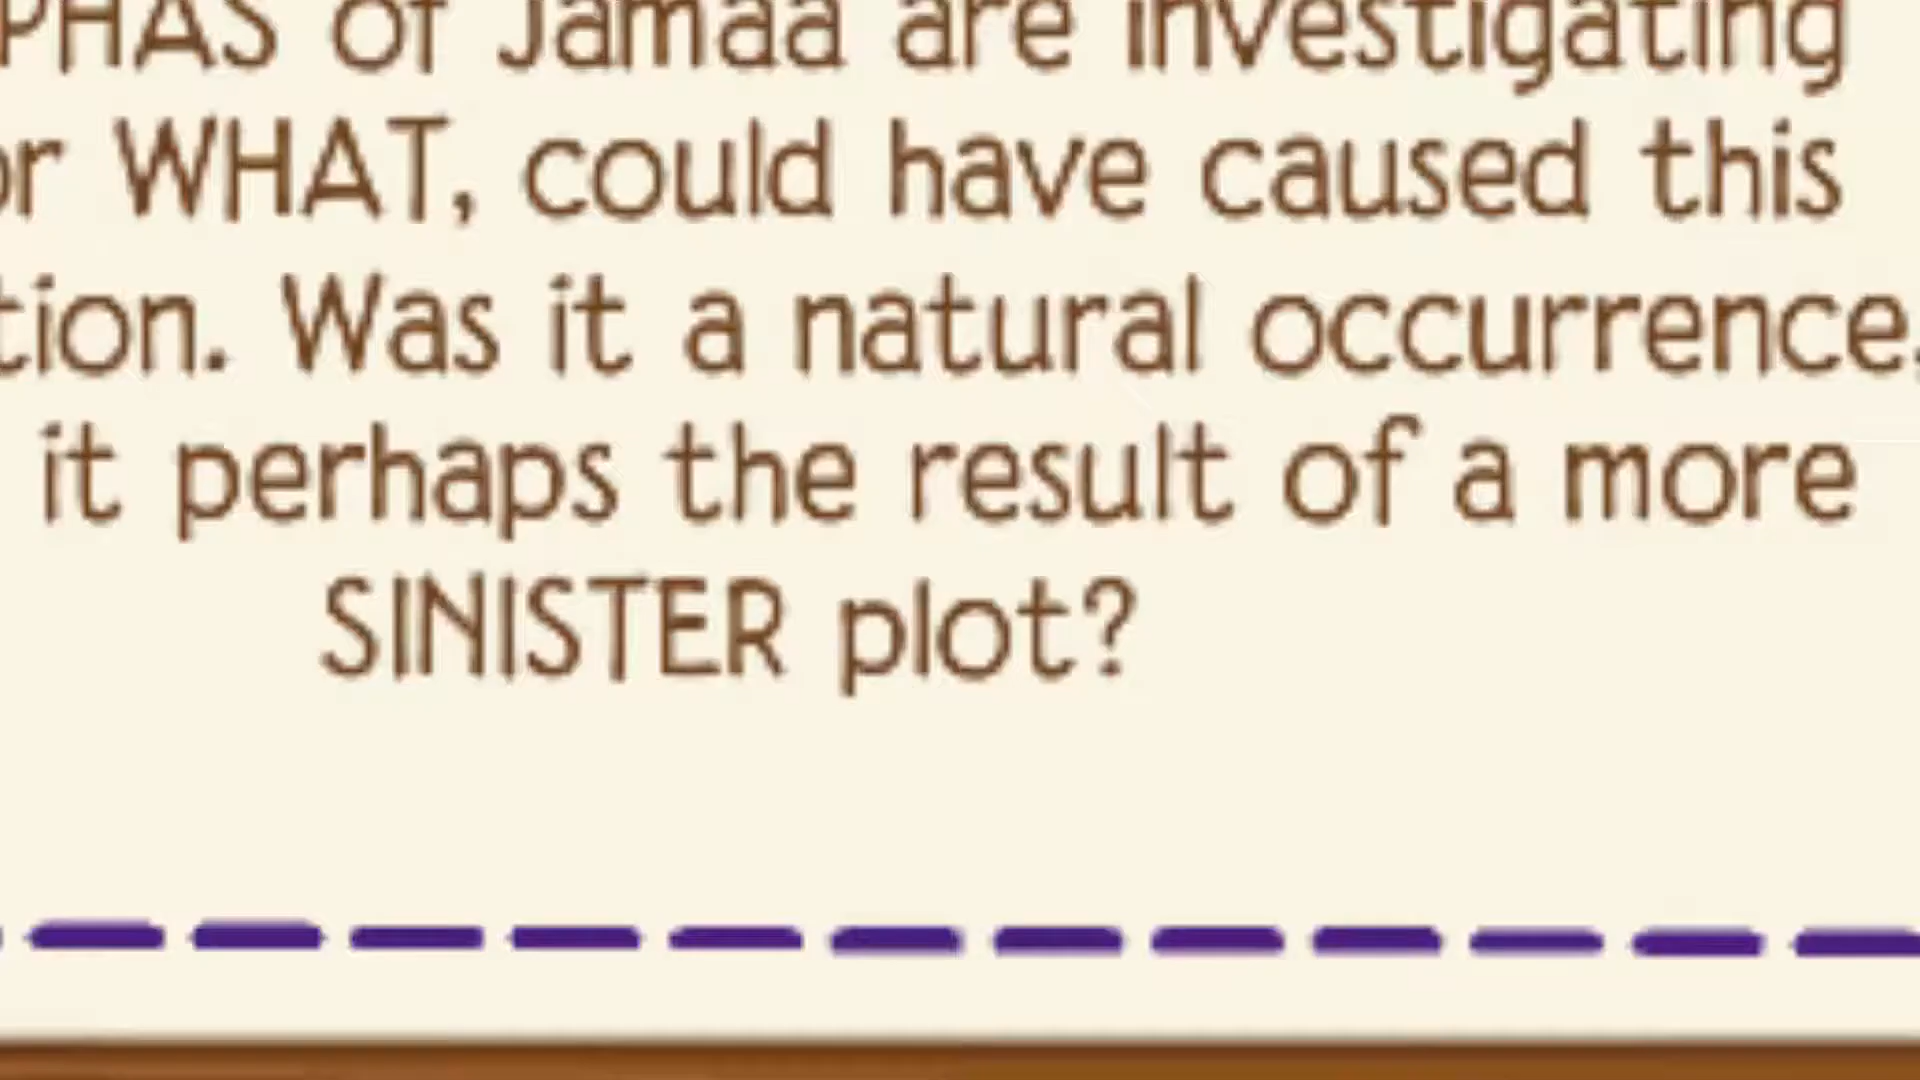 PHAS of Jamaa are investigating
or WHAT, could have caused this
tion. Was it a natural occurrence,
it perhaps the result of a more
SINISTER plot?